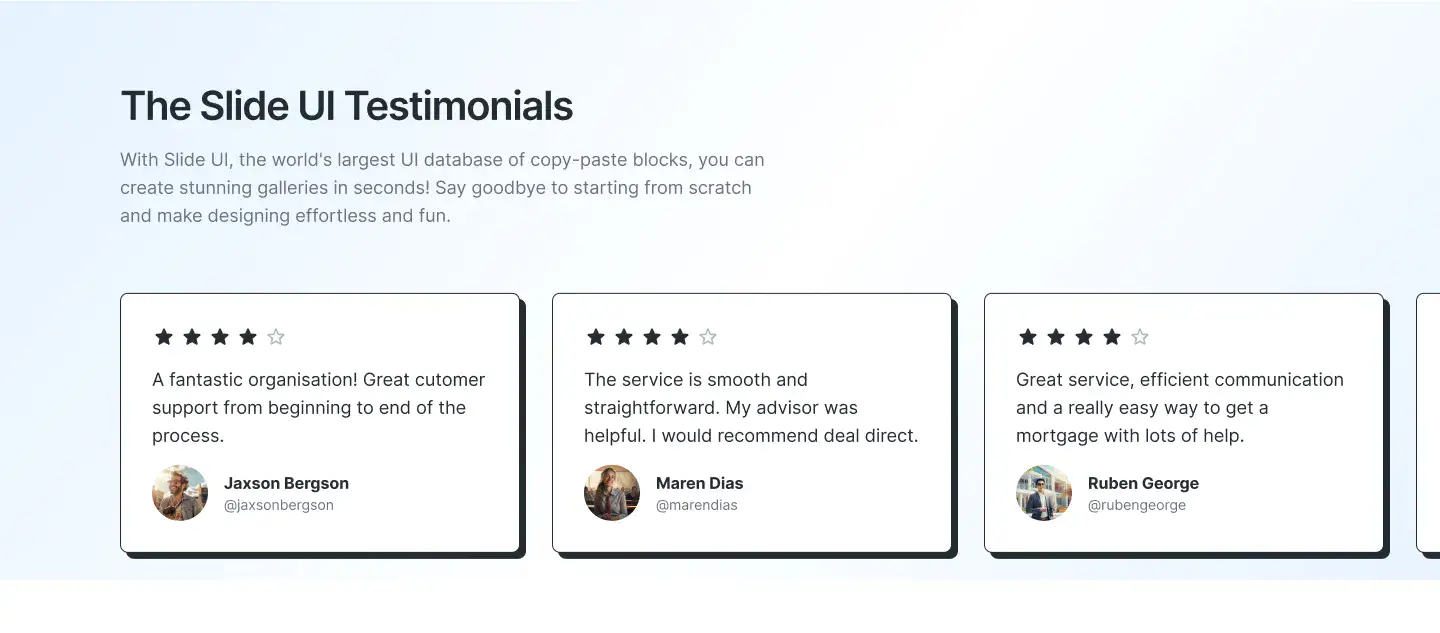 The Slide UI Testimonials
With Slide UI, the world's largest UI database of copy-paste blocks, you can
create stunning galleries in seconds! Say goodbye to starting from scratch
and make designing effortless and fun.
A fantastic organisation! Great cutomer
support from beginning to end of the
process.
Jaxson Bergson
@jaxsonbergson
The service is smooth and
straightforward. My advisor was
helpful. I would recommend deal direct.
Maren Dias
@marendias
Great service, efficient communication
and a really easy way to get a
mortgage with lots of help.
Ruben George
@rubengeorge